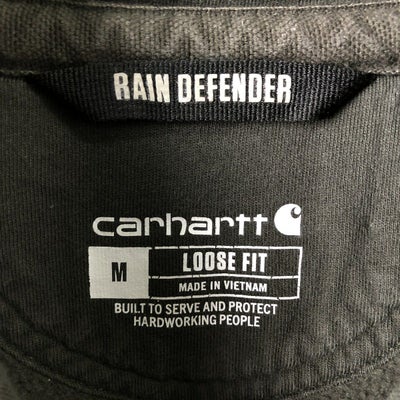 RAIN DEFENDER
carhartt
M
LOOSE FIT
MADE IN VIETNAM
BUILT TO SERVE AND PROTECT
HARDWORKING PEOPLE